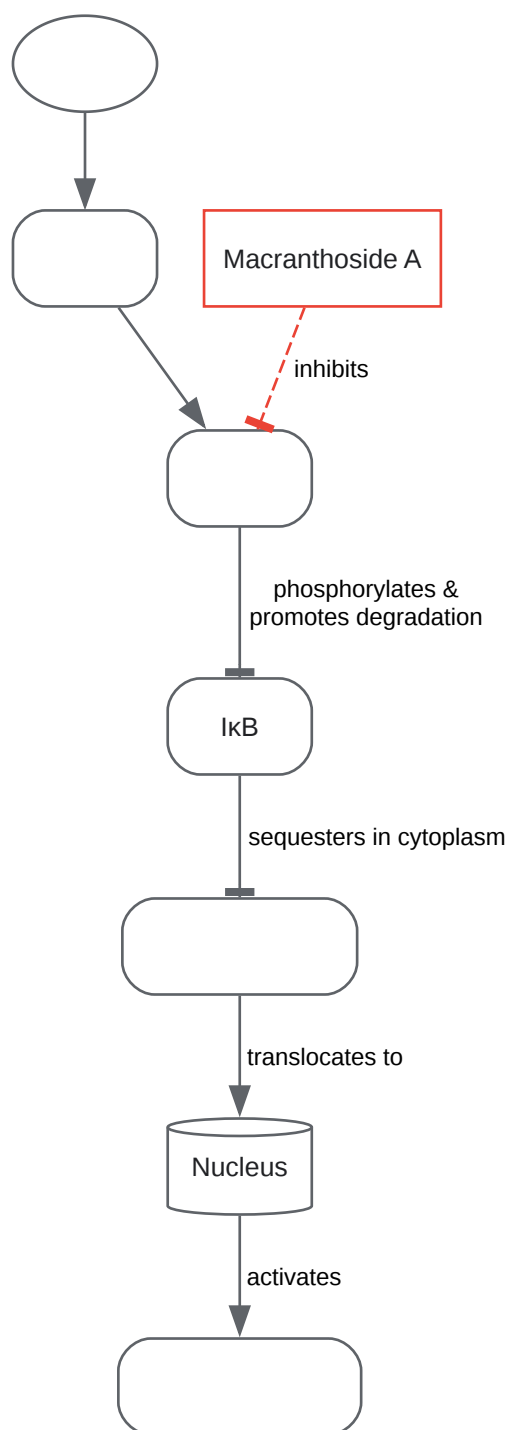 Macranthoside A
inhibits
phosphorylates &
promotes degradation
IκB
sequesters in cytoplasm
translocates to
Nucleus
activates